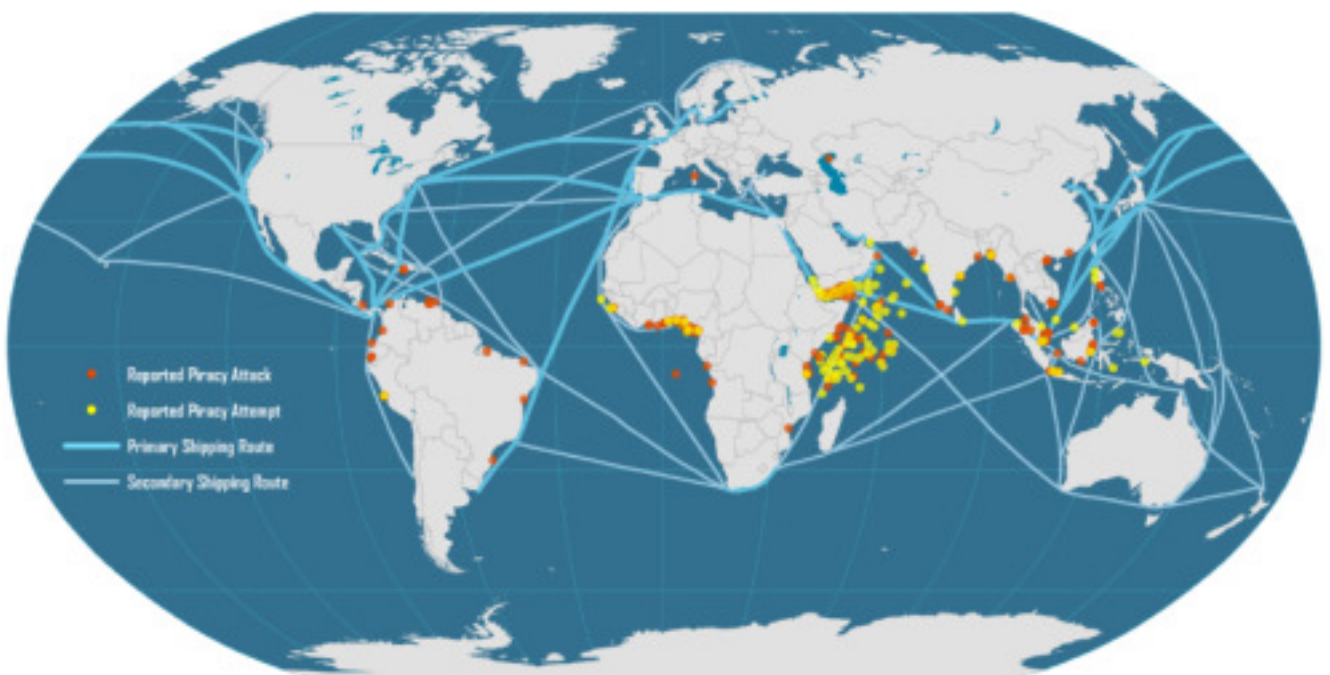 Reported Piracy Attack
Reported Piracy Attempt
Primary Shipping Route
Secondary Shipping Route